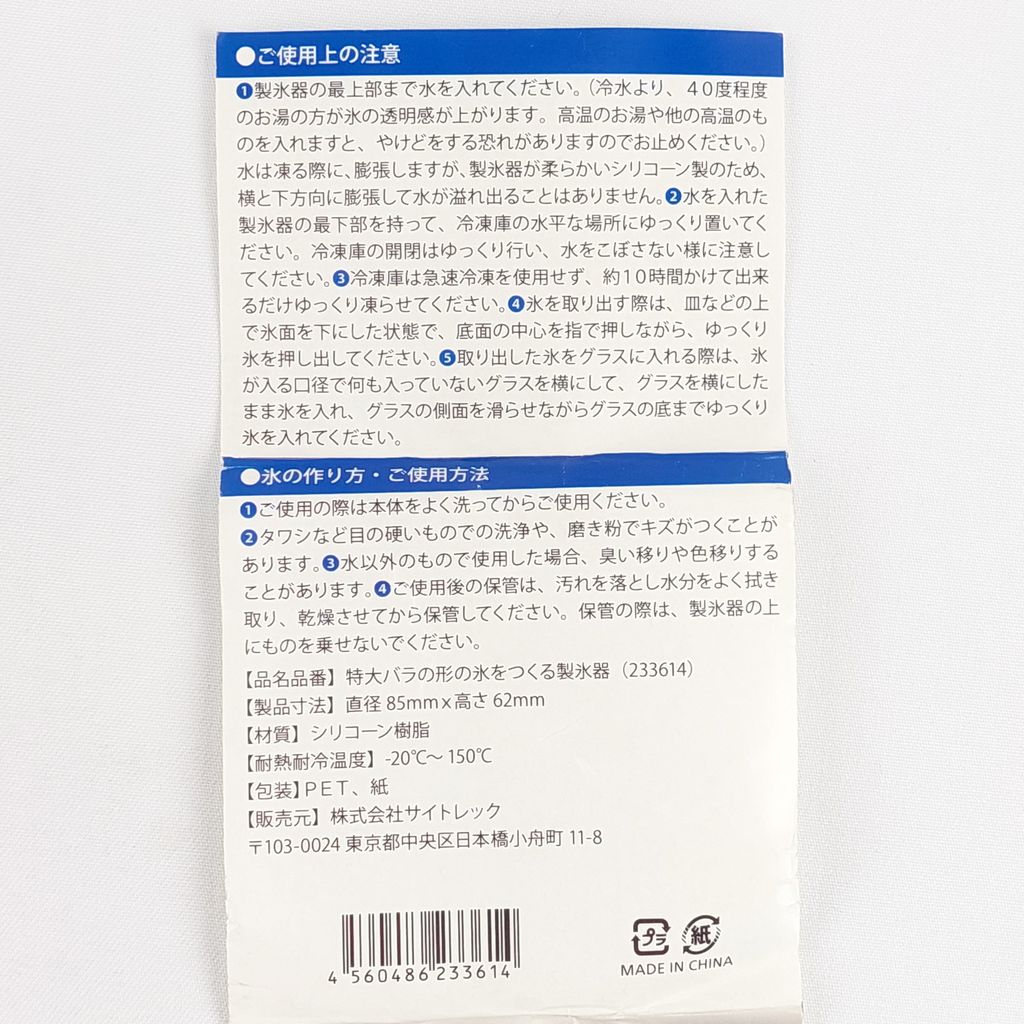 ●ご使用上の注意
❶製氷器の最上部まで水を入れてください。(冷水より、４０度程度
のお湯の方が氷の透明感が上がります。高温のお湯や他の高温のも
のを入れますと、やけどをする恐れがありますのでお止めください。)
水は凍る際に、膨張しますが、製氷器が柔らかいシリコーン製のため、
横と下方向に膨張して水が溢れ出ることはありません。❷水を入れた
製氷器の最下部を持って、冷凍庫の水平な場所にゆっくり置いてく
ださい。冷凍庫の開閉はゆっくり行い、水をこぼさない様に注意し
てください。❸冷凍庫は急速冷凍を使用せず、約１０時間かけて出来
るだけゆっくり凍らせてください。❹氷を取り出す際は、皿などの上
で氷面を下にした状態で、底面の中心を指で押しながら、ゆっくり
氷を押し出してください。❺取り出した氷をグラスに入れる際は、氷
が入る口径で何も入っていないグラスを横にして、グラスを横にした
まま氷を入れ、グラスの側面を滑らせながらグラスの底までゆっくり
氷を入れてください。
●氷の作り方・ご使用方法
❶ご使用の際は本体をよく洗ってからご使用ください。
❷タワシなど目の硬いものでの洗浄や、磨き粉でキズがつくことが
あります。❸水以外のもので使用した場合、臭い移りや色移りする
ことがあります。❹ご使用後の保管は、汚れを落とし水分をよく拭き
取り、乾燥させてから保管してください。保管の際は、製氷器の上
にものを乗せないでください。
【品名品番】特大バラの形の氷をつくる製氷器（233614）
【製品寸法】直径 85mm x 高さ 62mm
【材質】シリコーン樹脂
【耐熱耐冷温度】-20℃～ 150℃
【包装】ＰＥＴ、紙
【販売元】株式会社サイトレック
〒103-0024 東京都中央区日本橋小舟町 11-8
4 560486 233614
プラ 紙
MADE IN CHINA